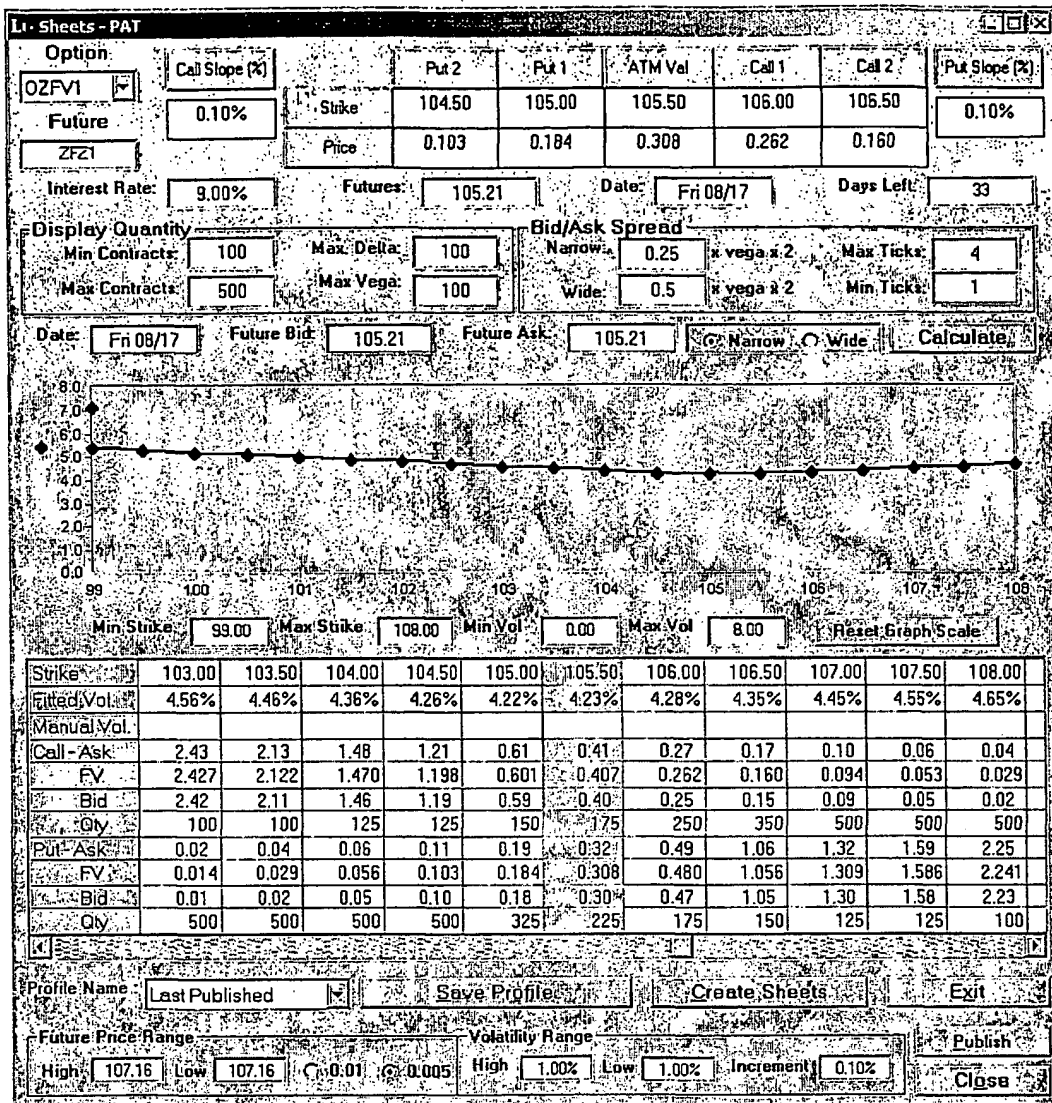 Sheets - PAT
Option
OZFV1
Future
ZFZ1
Call Slope (%)
0.10%
Put 2 Put 1 ATM Val Call 1 Call 2
Strike 104.50 105.00 105.50 106.00 106.50
Price 0.103 0.184 0.308 0.262 0.160
Put Slope (%)
0.10%
Interest Rate: 9.00% Futures: 105.21 Date: Fri 08/17 Days Left: 33
Display Quantity
Min Contracts: 100 Max. Delta: 100
Max Contracts: 500 Max Vega: 100
Bid/Ask Spread
Narrow: 0.25 x vega x 2 Max Ticks: 4
Wide: 0.5 x vega x 2 Min Ticks: 1
Date: Fri 08/17 Future Bid: 105.21 Future Ask: 105.21 Narrow Wide Calculate
8.0
7.0
6.0
5.0
4.0
3.0
2.0
1.0
0.0
99 100 101 102 103 104 105 106 107 108
Min Strike: 99.00 Max Strike: 108.00 Min Vol 0.00 Max Vol 8.00 Reset Graph Scale
Strike 103.00 103.50 104.00 104.50 105.00 105.50 106.00 106.50 107.00 107.50 108.00
Fitted Vol. 4.56% 4.46% 4.36% 4.26% 4.22% 4.23% 4.28% 4.35% 4.45% 4.55% 4.65%
Manual Vol.
Call - Ask 2.43 2.13 1.48 1.21 0.61 0.41 0.27 0.17 0.10 0.06 0.04
FV 2.427 2.122 1.470 1.198 0.601 0.407 0.262 0.160 0.094 0.053 0.029
Bid 2.42 2.11 1.46 1.19 0.59 0.40 0.25 0.15 0.09 0.05 0.02
Qty 100 100 125 125 150 175 250 350 500 500 500
Put - Ask 0.02 0.04 0.06 0.11 0.19 0.32 0.49 1.06 1.32 1.59 2.25
FV 0.014 0.029 0.056 0.103 0.184 0.308 0.480 1.056 1.309 1.586 2.241
Bid 0.01 0.02 0.05 0.10 0.18 0.30 0.47 1.05 1.30 1.58 2.23
Qty 500 500 500 500 325 225 175 150 125 125 100
Profile Name: Last Published Save Profile Create Sheets Exit
Future Price Range
High 107.16 Low 107.16 0.01 0.005
Volatility Range
High 1.00% Low 1.00% Increment 0.10%
Publish
Close